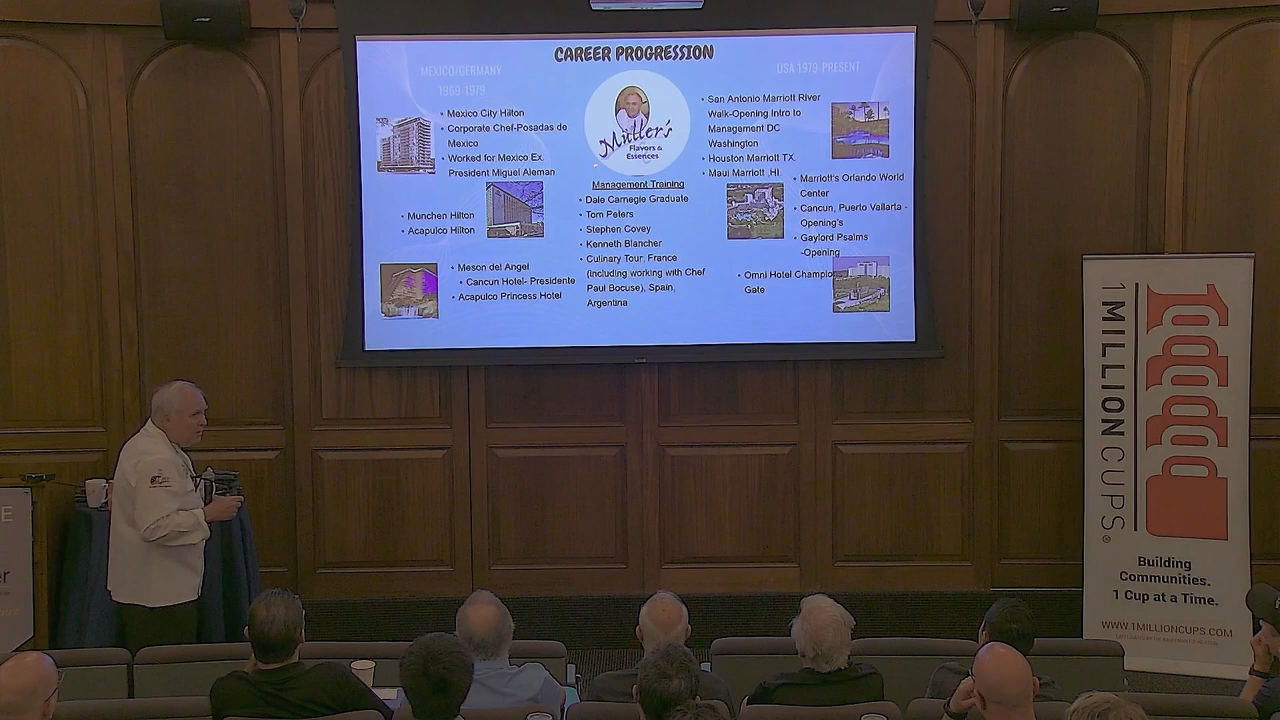 CAREER PROGRESSION
MEXICO/GERMANY
1969-1979
• Mexico City Hilton
• Corporate Chef-Posadas de
Mexico
• Worked for Mexico Ex.
President Miguel Aleman
• Munchen Hilton
• Acapulco Hilton
• Meson del Angel
• Cancun Hotel- Presidente
• Acapulco Princess Hotel
Müller's
Flavors &
Essences
Management Training
• Dale Carnegie Graduate
• Tom Peters
• Stephen Covey
• Kenneth Blancher
• Culinary Tour, France
(including working with Chef
Paul Bocuse), Spain,
Argentina
USA 1979-PRESENT
• San Antonio Marriott River
Walk-Opening Intro to
Management DC
Washington
• Houston Marriott TX.
• Maui Marriott .HI
• Marriott's Orlando World
Center
• Cancun, Puerto Vallarta -
Opening's
• Gaylord Psalms
-Opening
• Omni Hotel Champio
Gate
1 MILLION CUPS®
Building
Communities.
1 Cup at a Time.
WWW.1MILLIONCUPS.COM
E
er